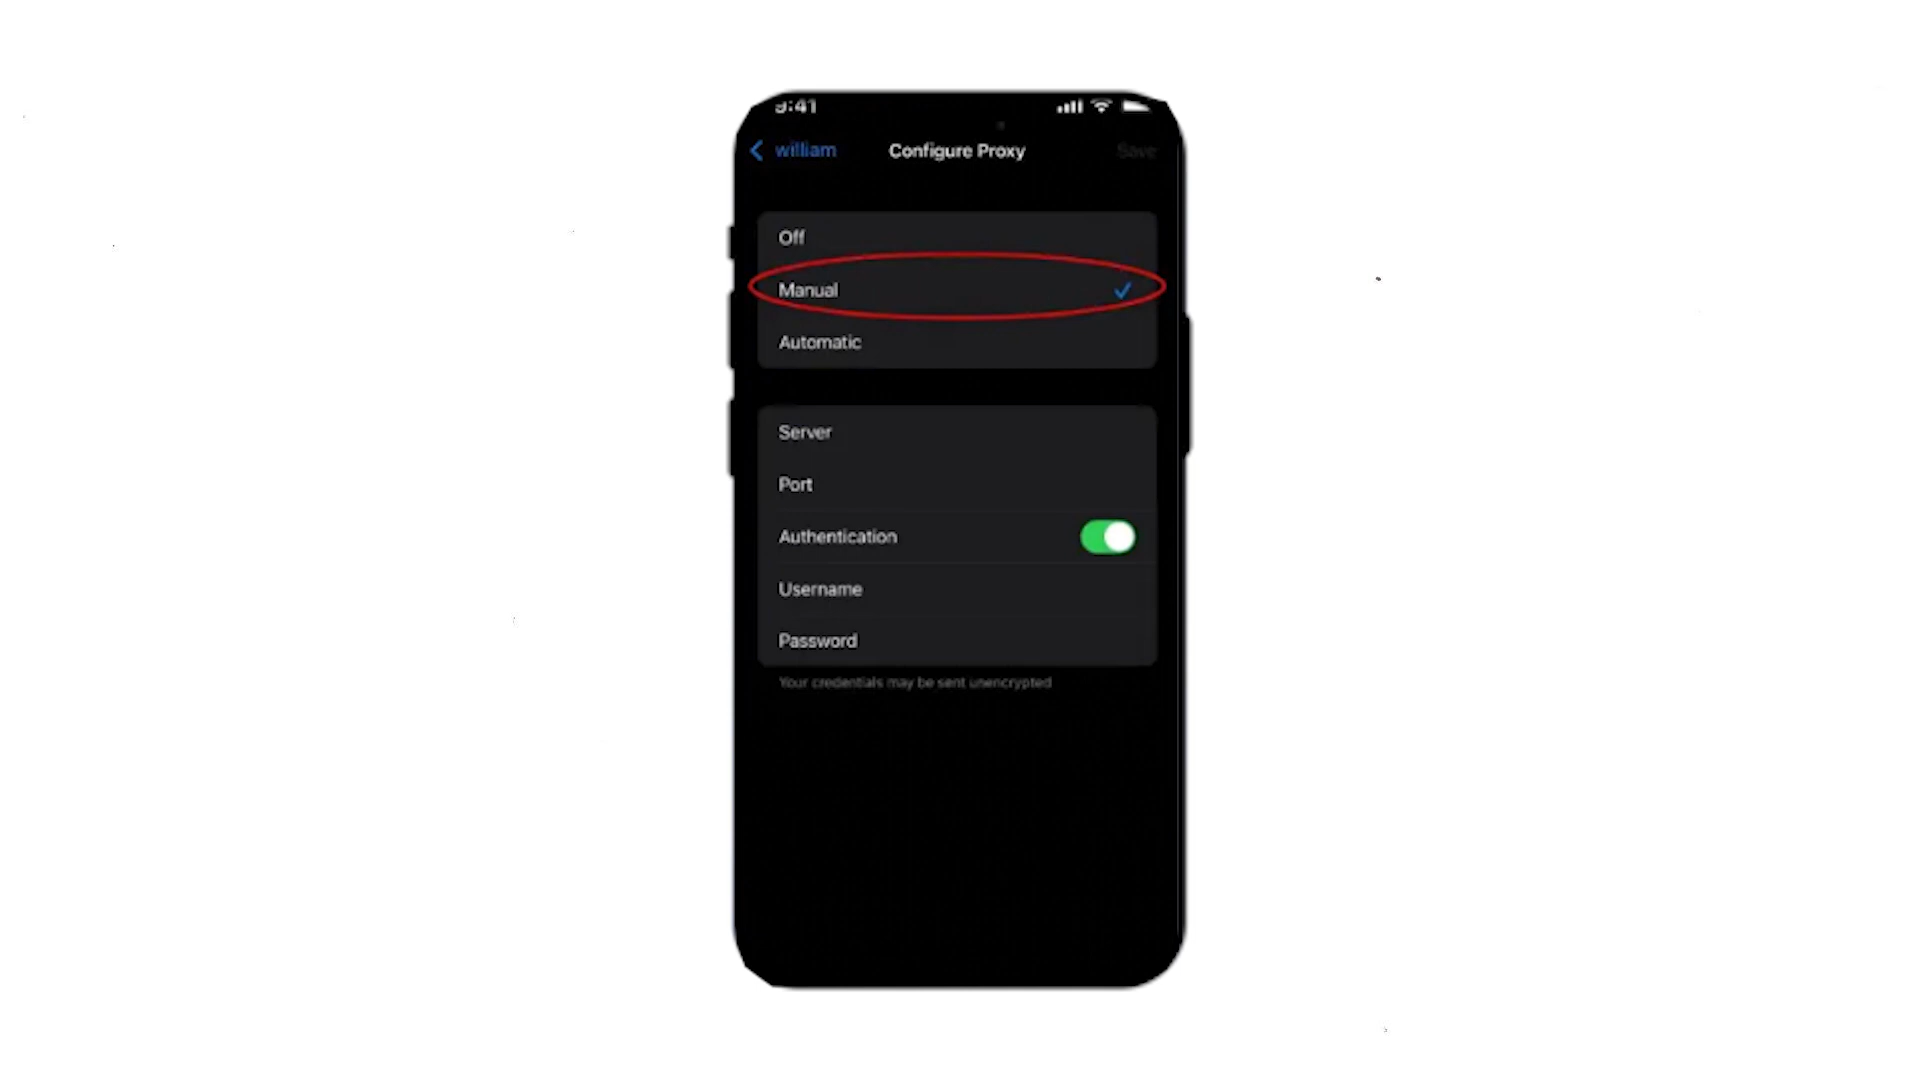 9:41
william
Configure Proxy
Save
Off
Manual
Automatic
Server
Port
Authentication
Username
Password
Your credentials may be sent unencrypted